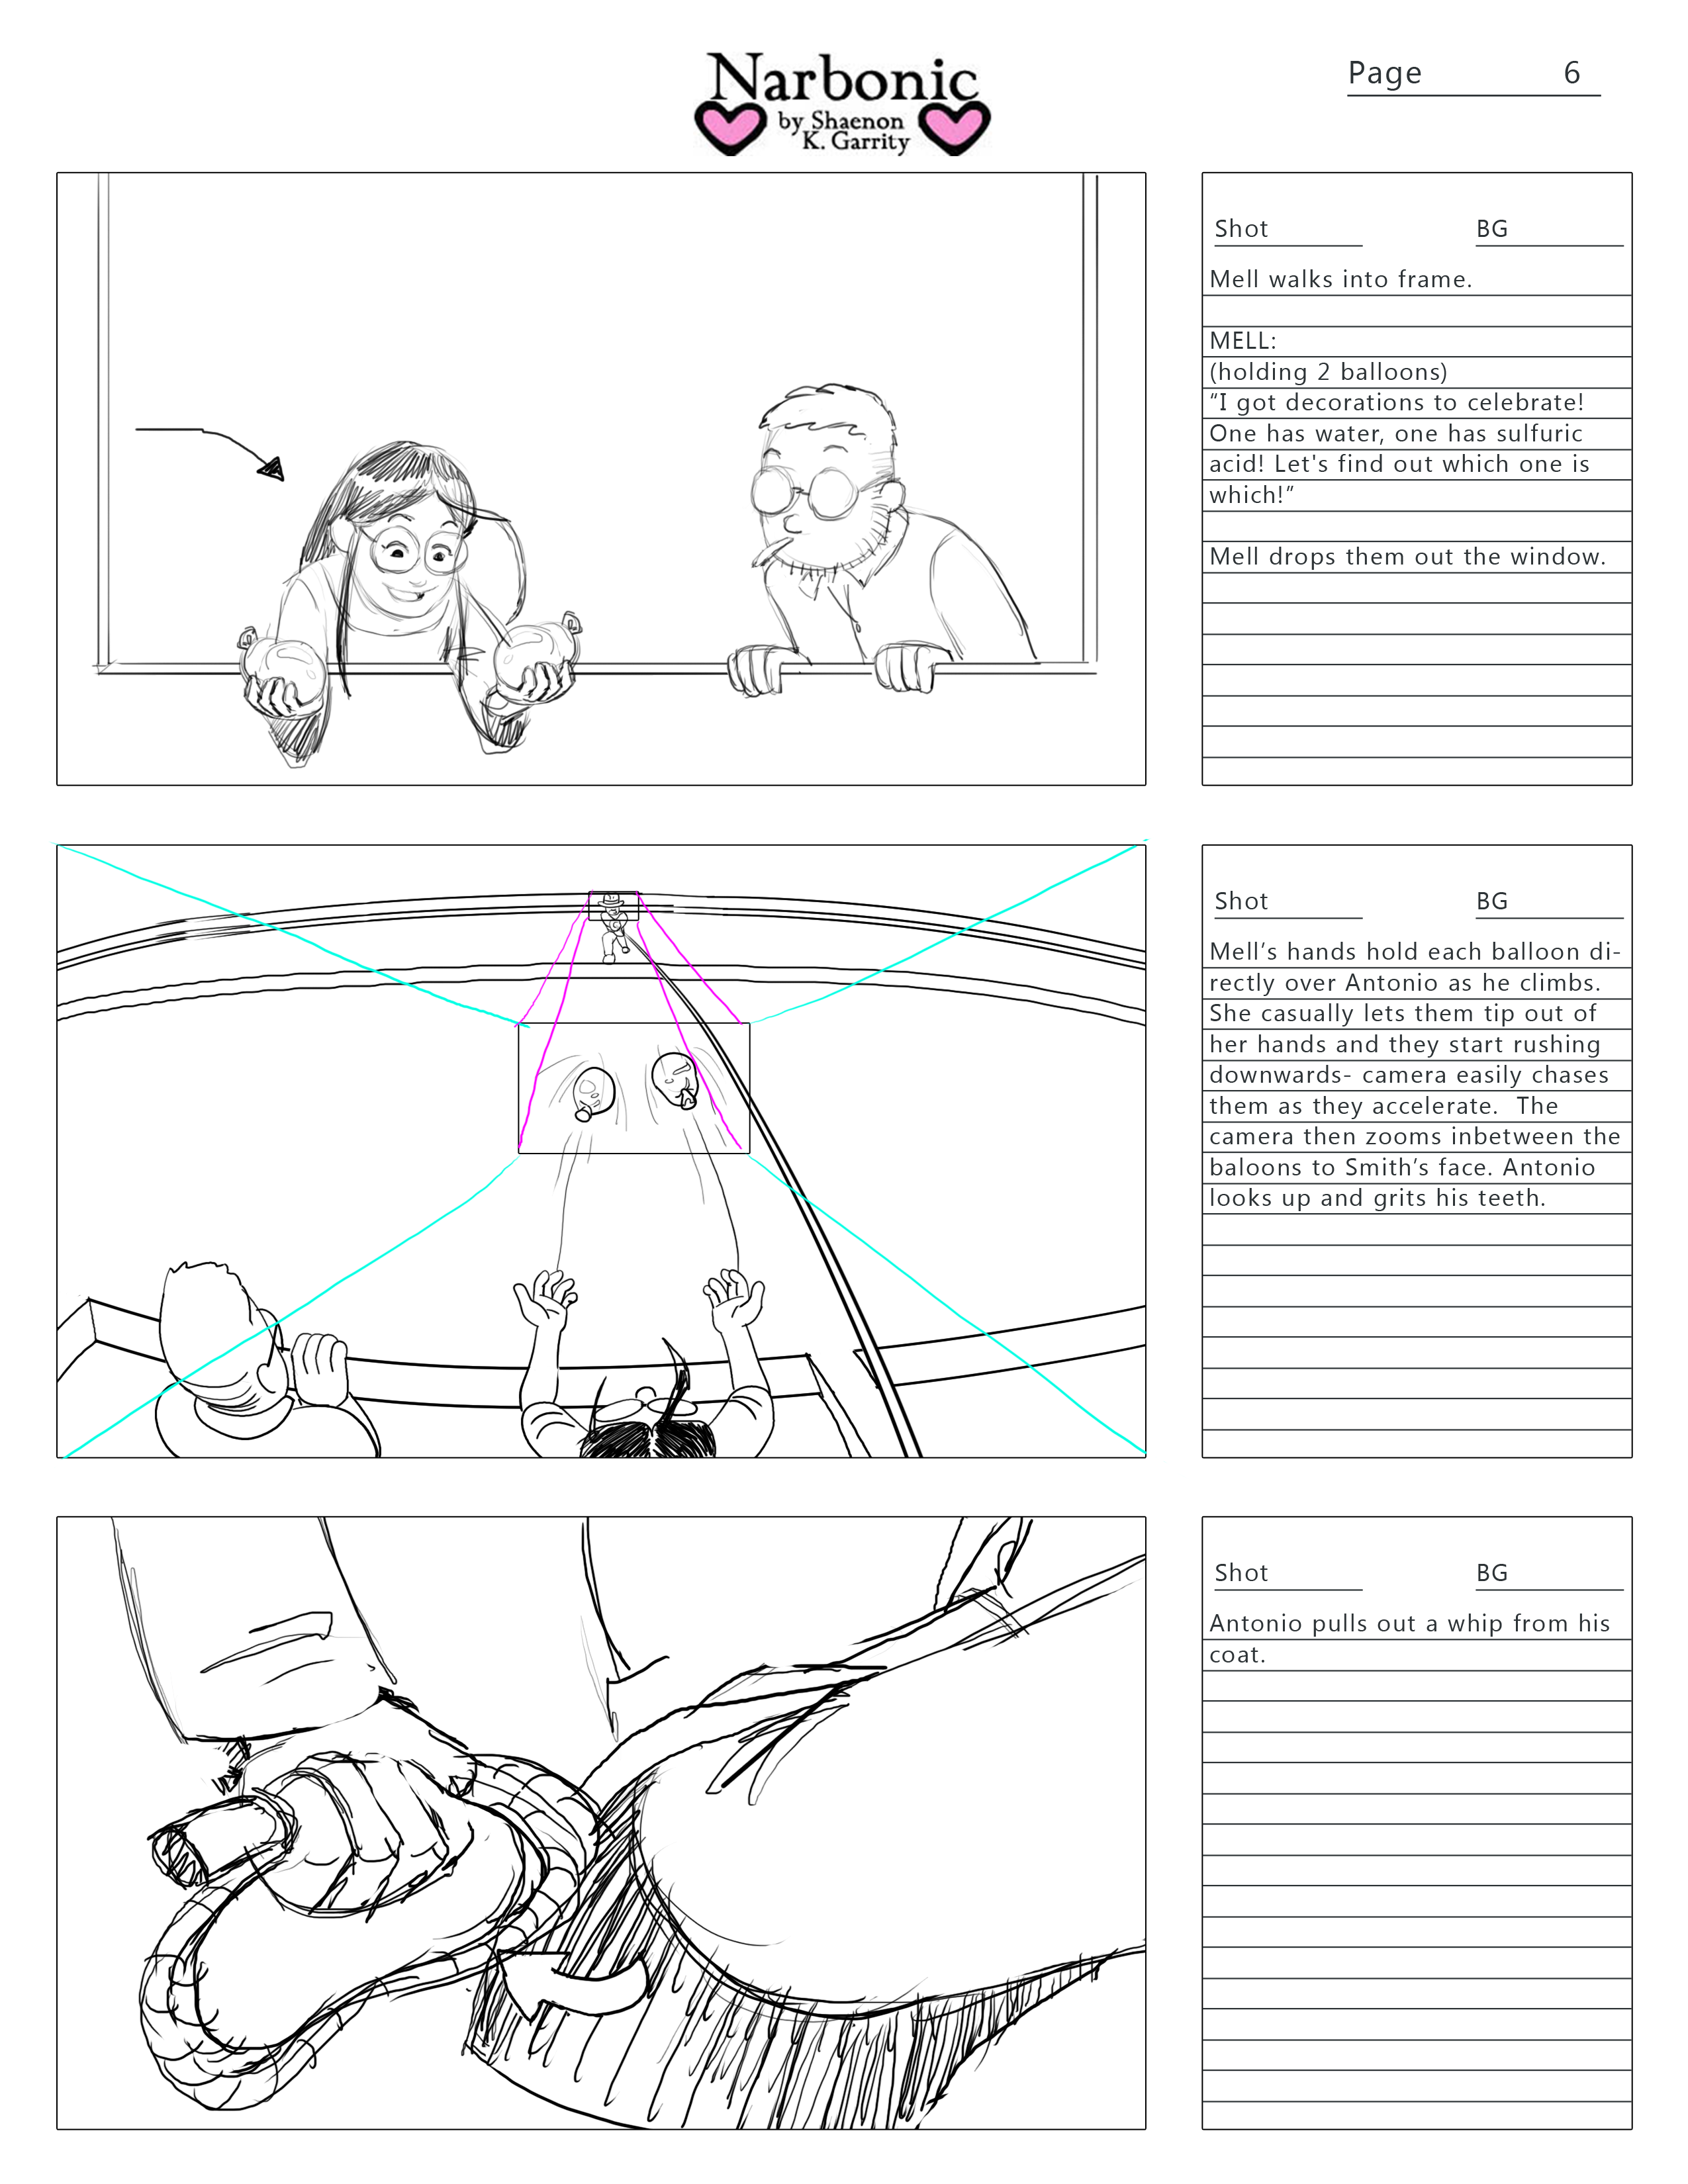 Narbonic
by Shaenon
K. Garrity
Page 6
Shot BG
Mell walks into frame.
MELL:
(holding 2 balloons)
“I got decorations to celebrate!
One has water, one has sulfuric
acid! Let's find out which one is
which!”
Mell drops them out the window.
Shot BG
Mell’s hands hold each balloon di-
rectly over Antonio as he climbs.
She casually lets them tip out of
her hands and they start rushing
downwards- camera easily chases
them as they accelerate.  The
camera then zooms inbetween the
baloons to Smith’s face. Antonio
looks up and grits his teeth.
Shot BG
Antonio pulls out a whip from his
coat.